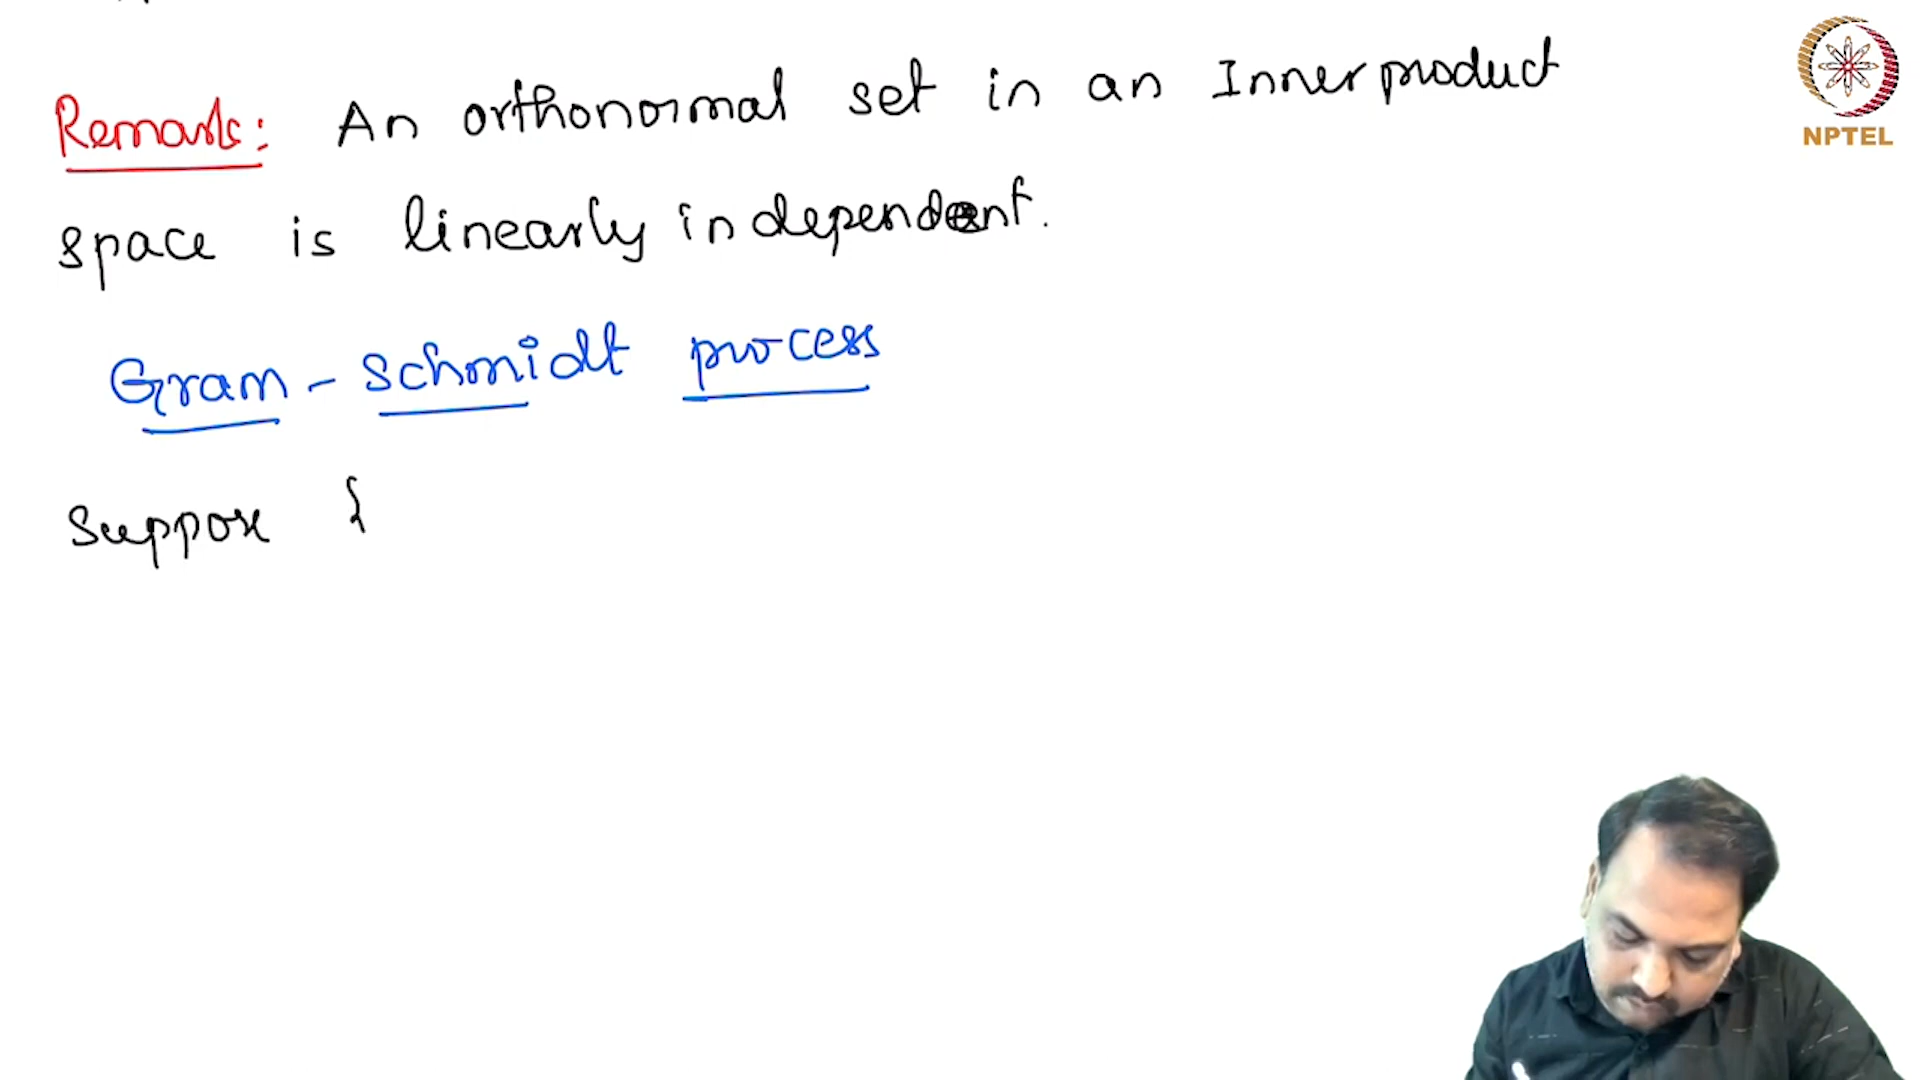 Remark: An orthonormal set in an Inner product
space is linearly independent.
Gram - Schmidt process
Suppose {
NPTEL